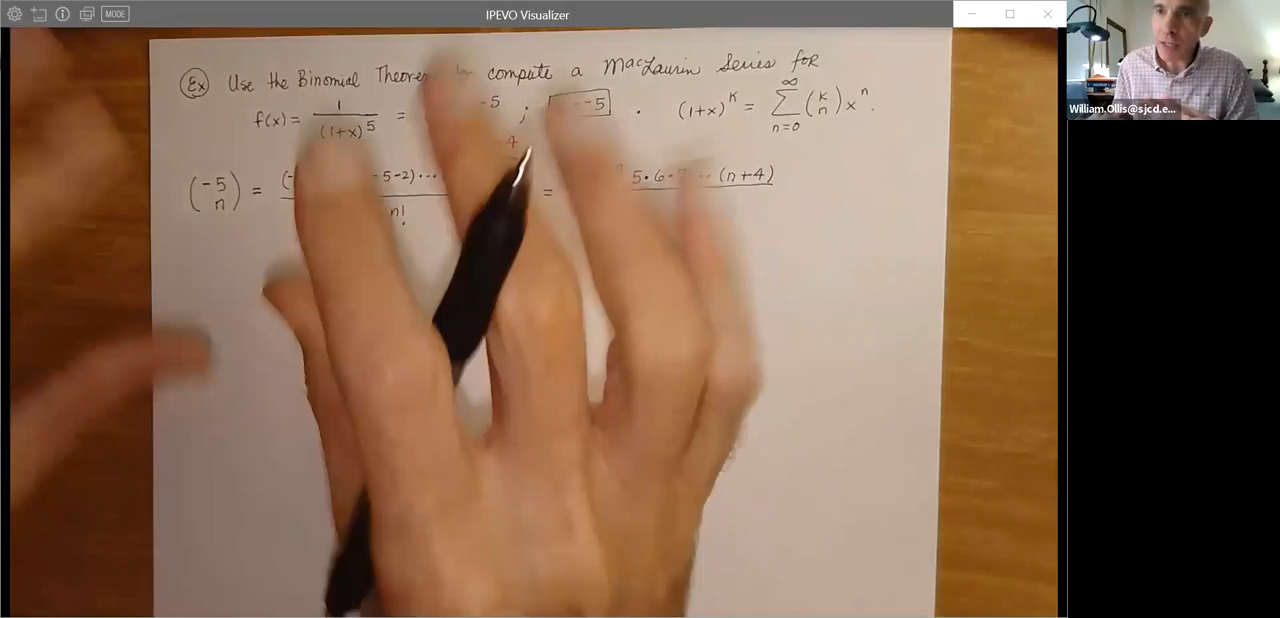 IPEVO Visualizer
MODE
William.Ollis@sjcd.e...
Ex Use the Binomial compute a MacLaurin Series for
f(x) = 1/(1+x)^5 = -5 ; = -5 . (1+x)^k = ∞ Σ n=0 (k n) x^n.
4
(-5 n) = (- -5-2)... n! = 5·6· ... (n+4)